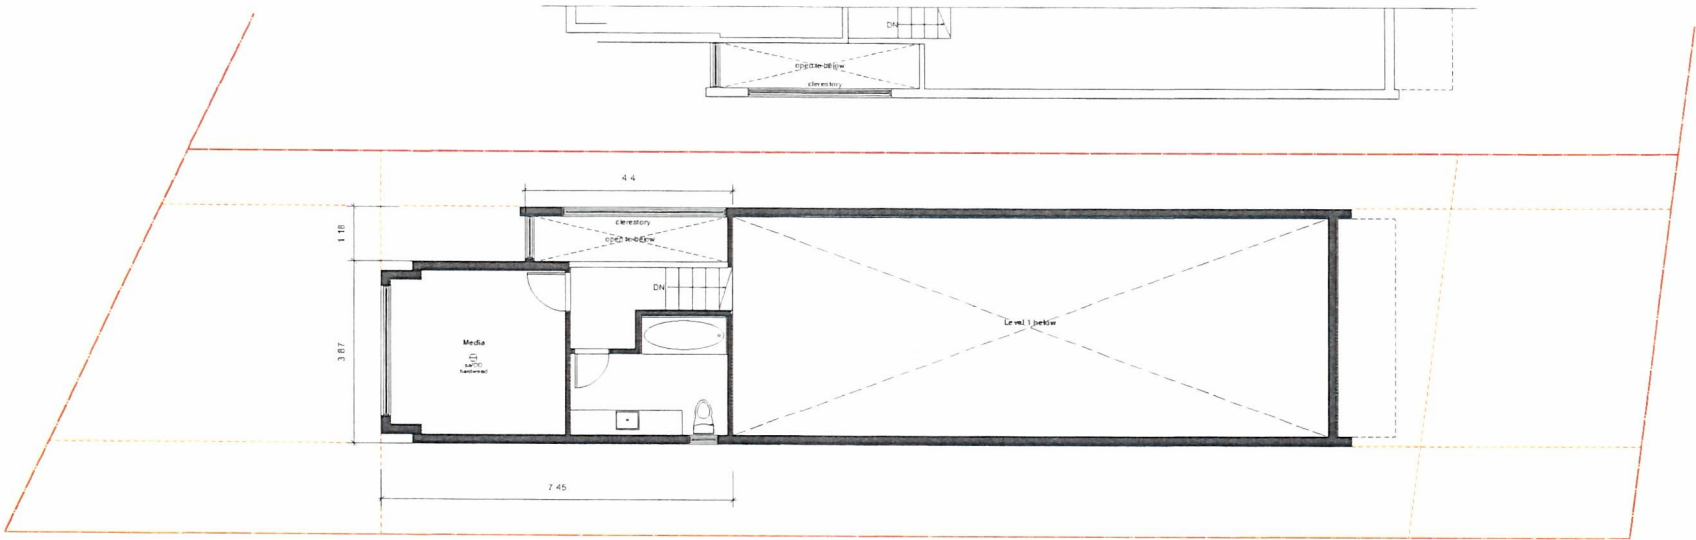 DN
open to below
clerestory
4.4
clerestory
open to below
1.18
DN
Level 1 below
3.87
Media
hardwood
7.45